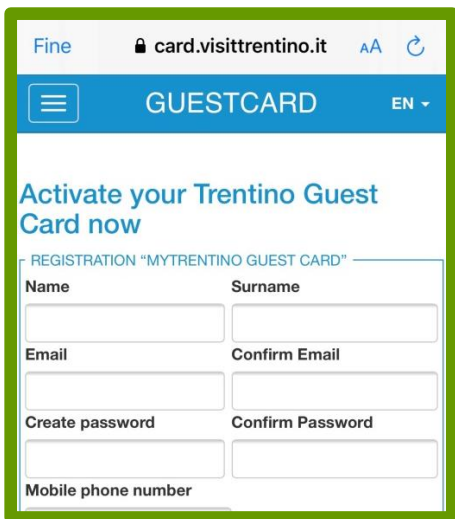 Fine card.visittrentino.it AA
GUESTCARD EN
Activate your Trentino Guest
Card now
REGISTRATION “MYTRENTINO GUEST CARD”
Name Surname
Email Confirm Email
Create password Confirm Password
Mobile phone number